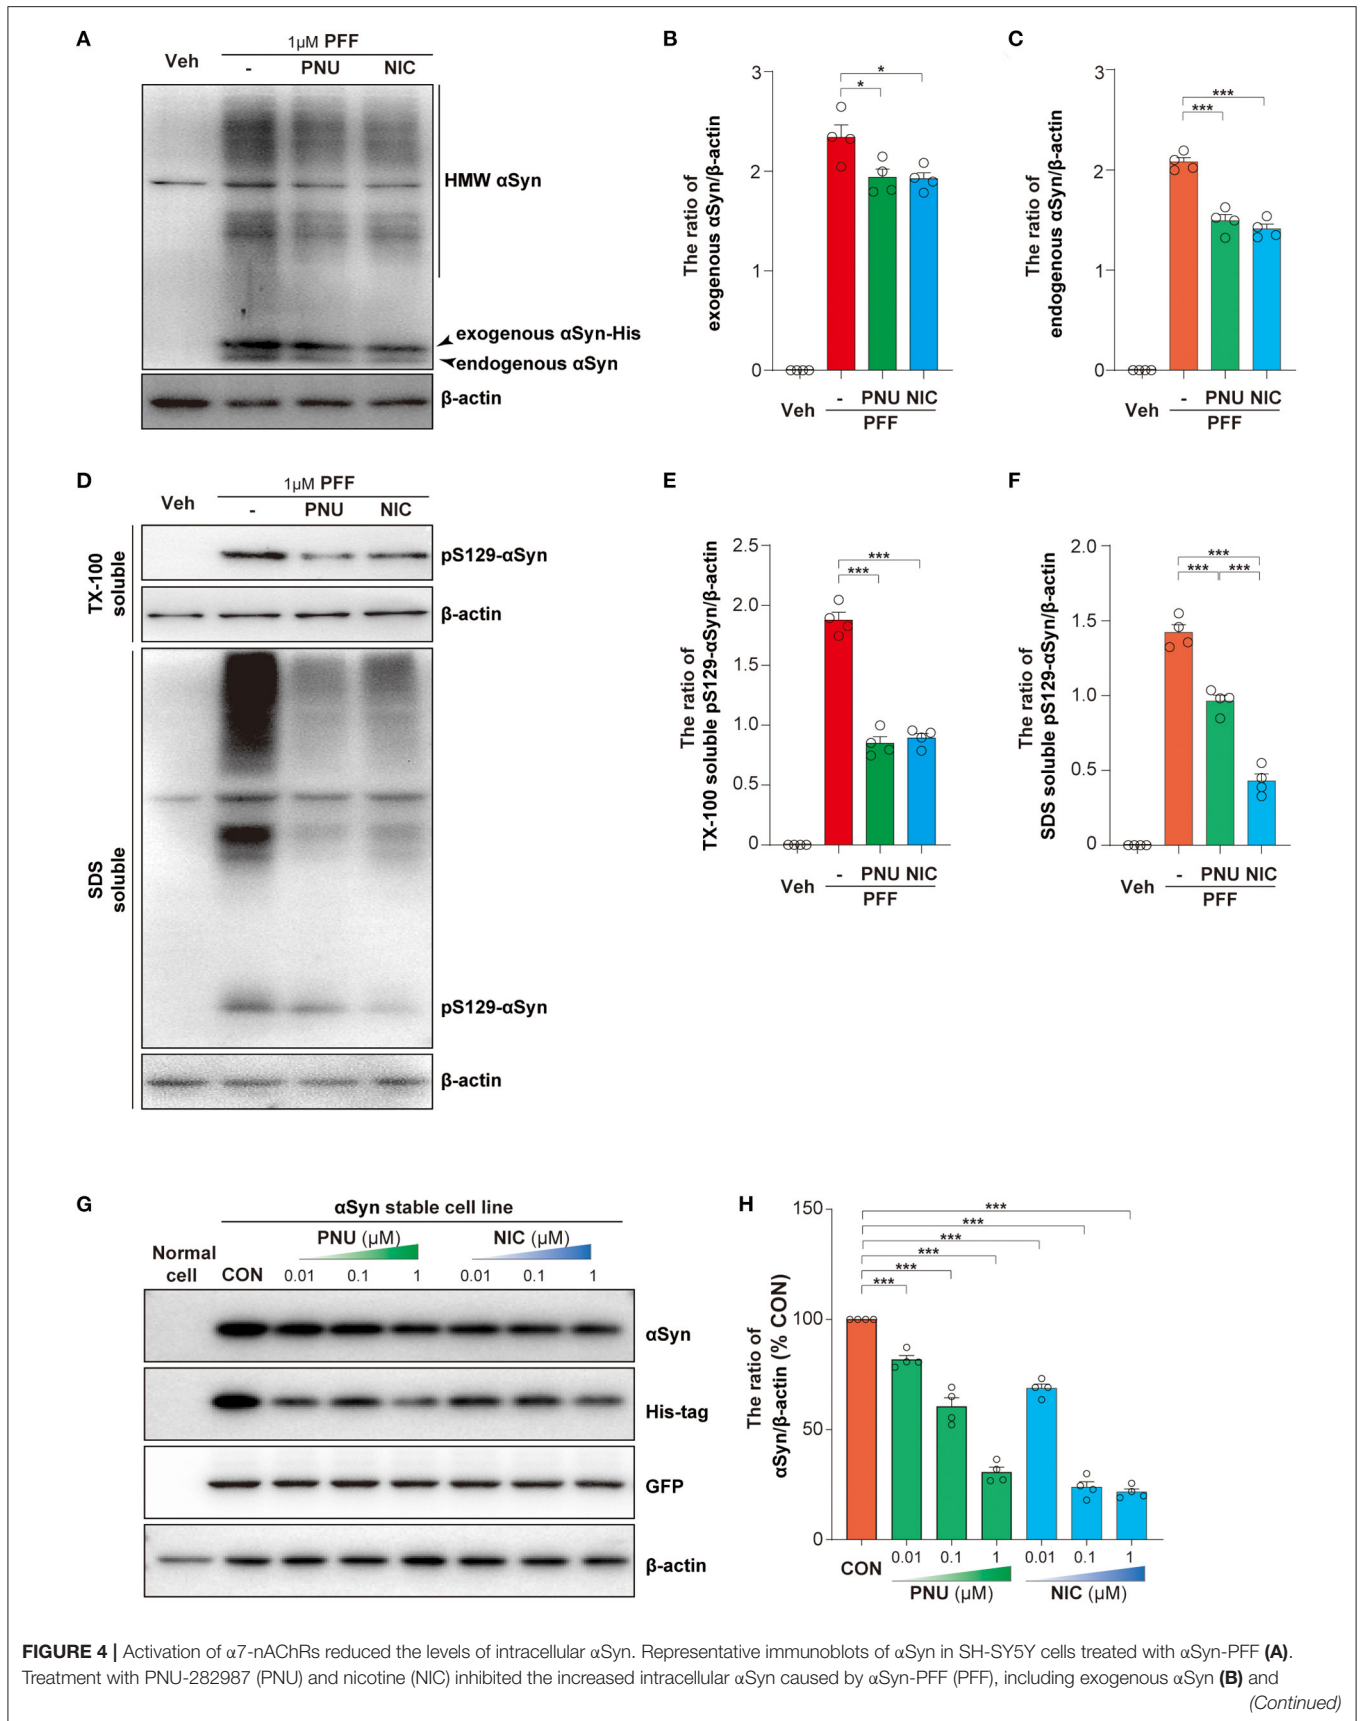 A
1μM PFF
Veh - PNU NIC
HMW αSyn
exogenous αSyn-His
endogenous αSyn
β-actin
B
The ratio of
exogenous αSyn/β-actin
3
2
1
0
* *
Veh - PNU NIC
PFF
C
The ratio of
endogenous αSyn/β-actin
3
2
1
0
*** ***
Veh - PNU NIC
PFF
D
1μM PFF
Veh - PNU NIC
TX-100
soluble
pS129-αSyn
β-actin
SDS
soluble
pS129-αSyn
β-actin
E
The ratio of
TX-100 soluble pS129-αSyn/β-actin
2.5
2.0
1.5
1.0
0.5
0
*** ***
Veh - PNU NIC
PFF
F
The ratio of
SDS soluble pS129-αSyn/β-actin
2.0
1.5
1.0
0.5
0
***
*** ***
Veh - PNU NIC
PFF
G
αSyn stable cell line
PNU (μM) NIC (μM)
Normal
cell CON 0.01 0.1 1 0.01 0.1 1
αSyn
His-tag
GFP
β-actin
H
The ratio of
αSyn/β-actin (% CON)
150
100
50
0
***
***
***
***
***
***
0.01 0.1 1 0.01 0.1 1
CON
PNU (μM) NIC (μM)
FIGURE 4 | Activation of α7-nAChRs reduced the levels of intracellular αSyn. Representative immunoblots of αSyn in SH-SY5Y cells treated with αSyn-PFF (A).
Treatment with PNU-282987 (PNU) and nicotine (NIC) inhibited the increased intracellular αSyn caused by αSyn-PFF (PFF), including exogenous αSyn (B) and
(Continued)